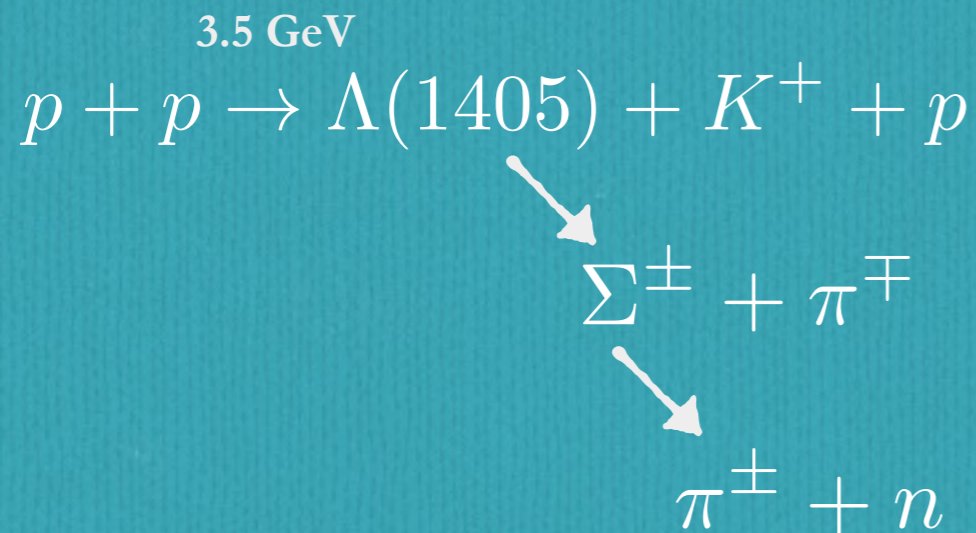 3.5 GeV
p + p → Λ(1405) + K⁺ + p
Σ± + π∓
π± + n